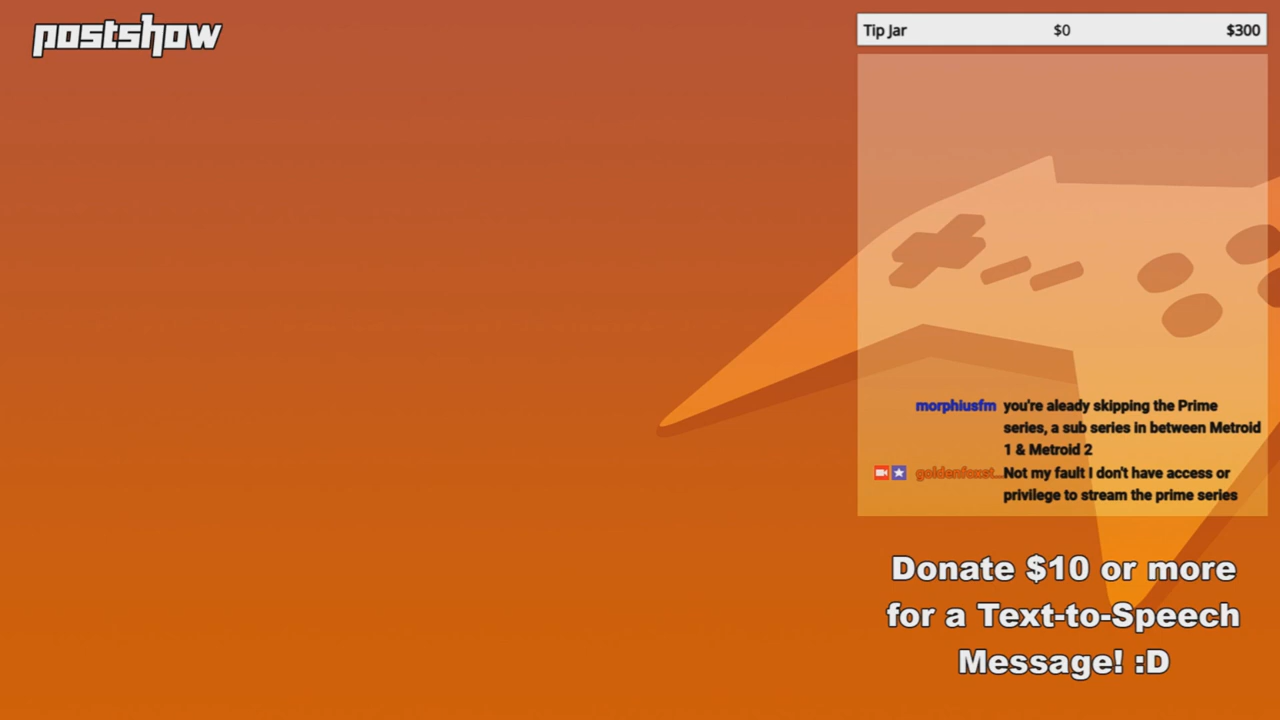 postshow
Tip Jar $0 $300
morphiusfm you're aleady skipping the Prime
series, a sub series in between Metroid
1 & Metroid 2
goldenfoxst... Not my fault I don't have access or
privilege to stream the prime series
Donate $10 or more
for a Text-to-Speech
Message! :D